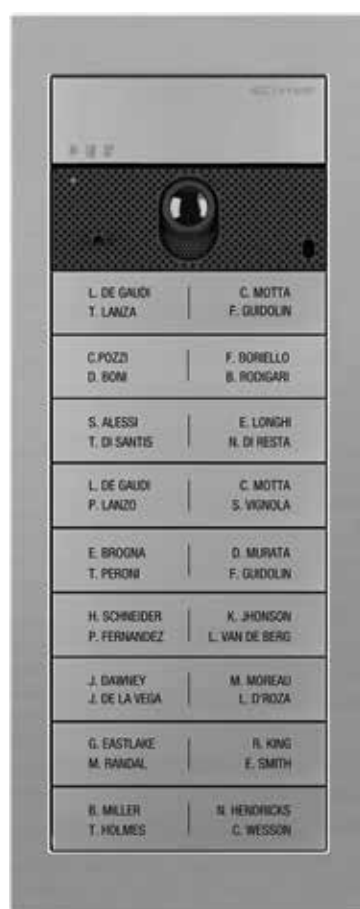 L. DE GAUDI C. MOTTA
T. LANZA F. GUIDOLIN
C.POZZI F. BORIELLO
D. BONI B. RODIGARI
S. ALESSI E. LONGHI
T. DI SANTIS N. DI RESTA
L. DE GAUDI C. MOTTA
P. LANZO S. VIGNOLA
E. BROGNA D. MURATA
T. PERONI F. GUIDOLIN
H. SCHNEIDER K. JHONSON
P. FERNANDEZ L. VAN DE BERG
J. DAWNEY M. MOREAU
J. DE LA VEGA L. D'ROZA
G. EASTLAKE R. KING
M. RANDAL E. SMITH
B. MILLER N. HENDRICKS
T. HOLMES C. WESSON